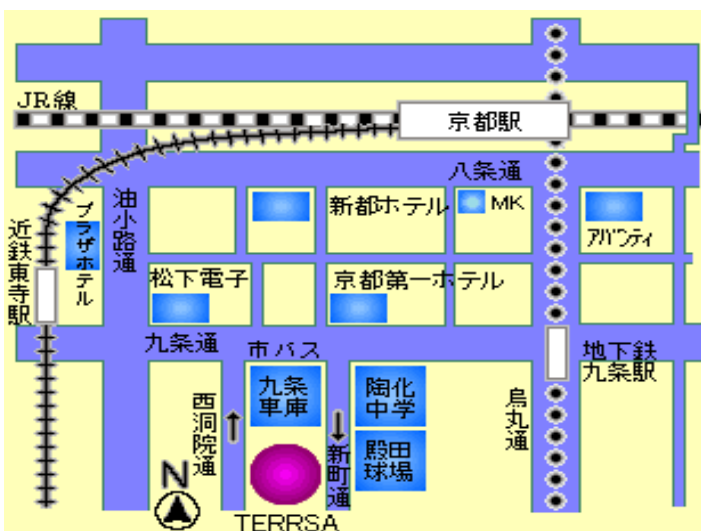 JR線
京都駅
八条通
新都ホテル
MK
アバンティ
油小路通
プラザホテル
近鉄東寺駅
松下電子
京都第一ホテル
九条通
市バス
九条
車庫
陶化
中学
地下鉄
九条駅
烏丸通
西洞院通
新町通
殿田
球場
N
TERRSA